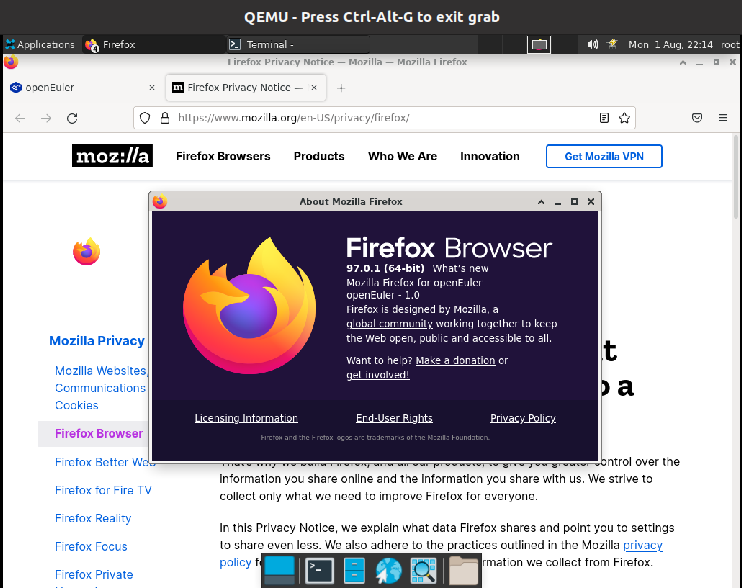 QEMU - Press Ctrl-Alt-G to exit grab
Applications Firefox Terminal - Mon 1 Aug, 22:14 root
Firefox Privacy Notice — Mozilla — Mozilla Firefox
openEuler Firefox Privacy Notice —
https://www.mozilla.org/en-US/privacy/firefox/
moz://a Firefox Browsers Products Who We Are Innovation Get Mozilla VPN
About Mozilla Firefox
Firefox Browser
97.0.1 (64-bit) What's new
Mozilla Firefox for openEuler
openEuler - 1.0
Firefox is designed by Mozilla, a
global community working together to keep
the Web open, public and accessible to all.
Want to help? Make a donation or
get involved!
Licensing Information End-User Rights Privacy Policy
Firefox and the Firefox logos are trademarks of the Mozilla Foundation.
Mozilla Privacy
Mozilla Websites,
Communications
Cookies
Firefox Browser
Firefox Better Web
Firefox for Fire TV
Firefox Reality
Firefox Focus
Firefox Private
a
control over the
information you share online and the information you share with us. We strive to
collect only what we need to improve Firefox for everyone.
In this Privacy Notice, we explain what data Firefox shares and point you to settings
to share even less. We also adhere to the practices outlined in the Mozilla privacy
policy information we collect from Firefox.